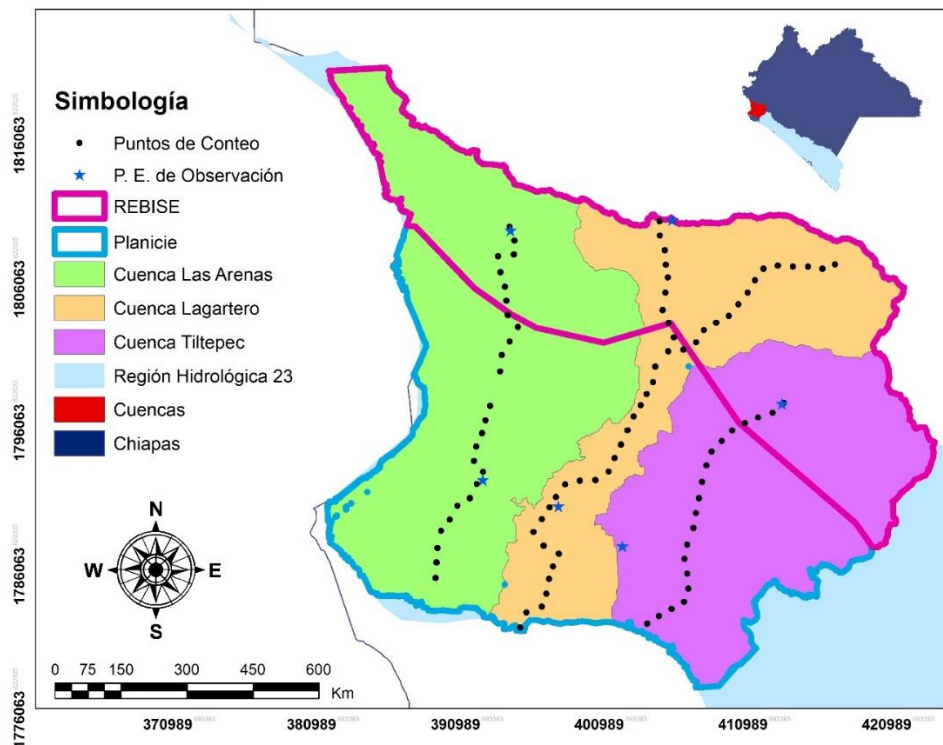 Simbología
Puntos de Conteo
P. E. de Observación
REBISE
Planicie
Cuenca Las Arenas
Cuenca Lagartero
Cuenca Tiltepec
Región Hidrológica 23
Cuencas
Chiapas
N
W E
S
0 75 150 300 450 600
Km
1816063
1806063
1796063
1786063
1776063
370989 380989 390989 400989 410989 420989